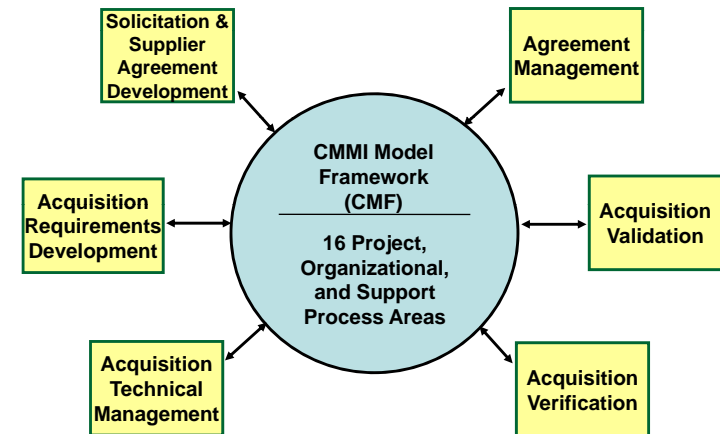 Solicitation &
Supplier
Agreement
Development
Agreement
Management
CMMI Model
Framework
(CMF)
16 Project,
Organizational,
and Support
Process Areas
Acquisition
Requirements
Development
Acquisition
Validation
Acquisition
Technical
Management
Acquisition
Verification